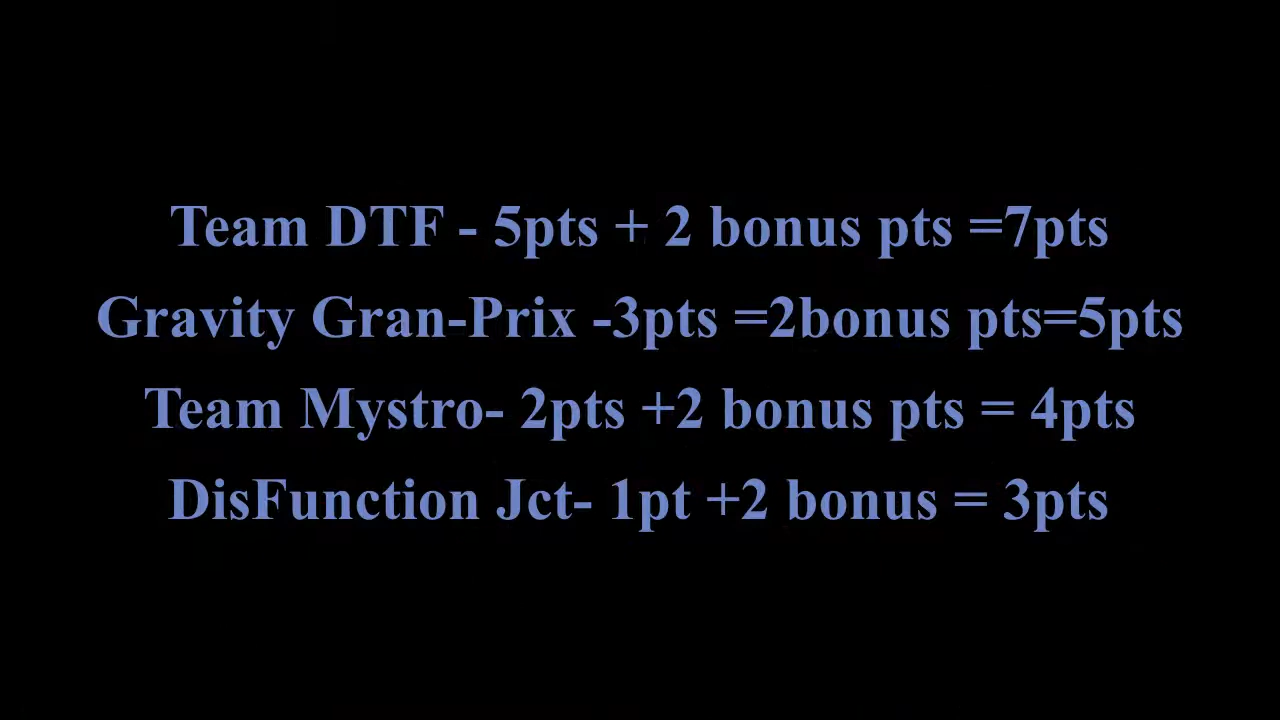 Team DTF - 5pts + 2 bonus pts =7pts
Gravity Gran-Prix -3pts =2bonus pts=5pts
Team Mystro- 2pts +2 bonus pts = 4pts
DisFunction Jct- 1pt +2 bonus = 3pts